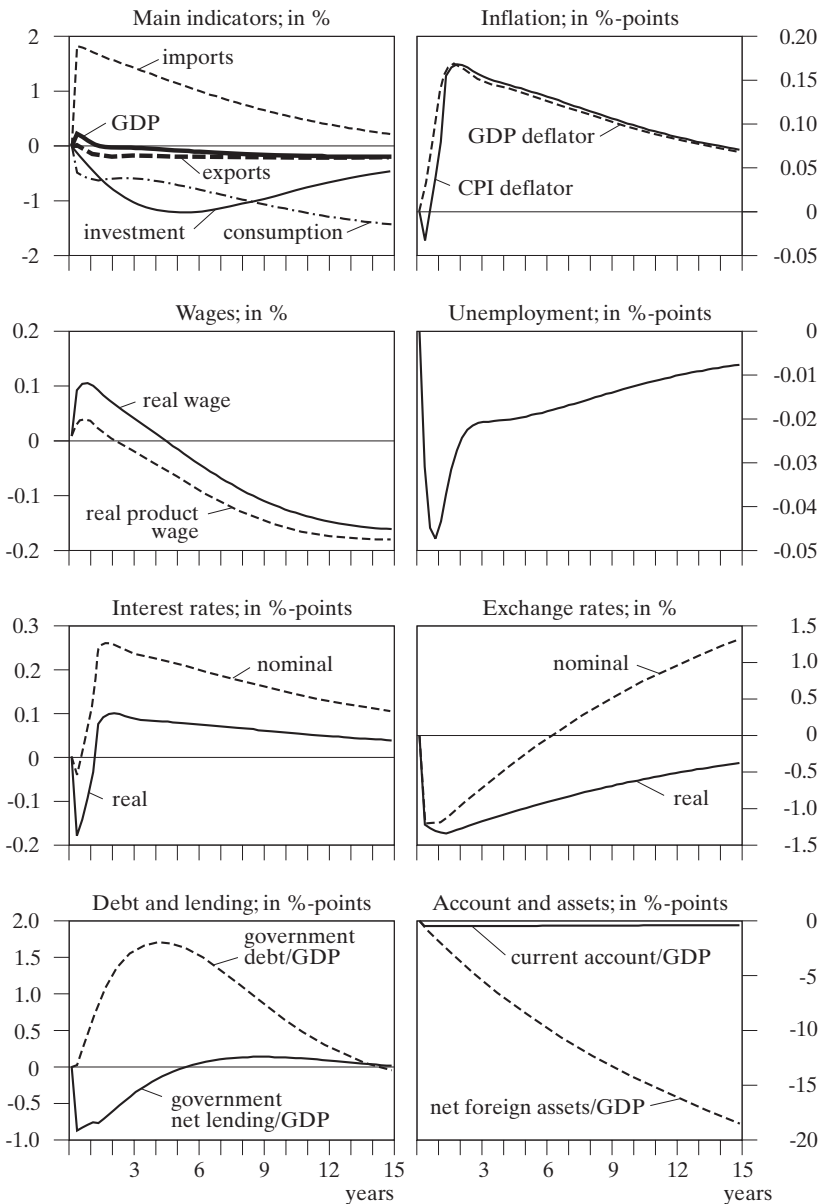 Main indicators; in %
2
1
0
-1
-2
imports
GDP
exports
investment
consumption
Inflation; in %-points
0.20
0.15
0.10
0.05
0
-0.05
GDP deflator
CPI deflator
Wages; in %
0.2
0.1
0
-0.1
-0.2
real wage
real product
wage
Unemployment; in %-points
0
-0.01
-0.02
-0.03
-0.04
-0.05
Interest rates; in %-points
0.3
0.2
0.1
0
-0.1
-0.2
nominal
real
Exchange rates; in %
1.5
1.0
0.5
0
-0.5
-1.0
-1.5
nominal
real
Debt and lending; in %-points
2.0
1.5
1.0
0.5
0
-0.5
-1.0
government
debt/GDP
government
net lending/GDP
3 6 9 12 15
years
Account and assets; in %-points
0
-5
-10
-15
-20
current account/GDP
net foreign assets/GDP
3 6 9 12 15
years